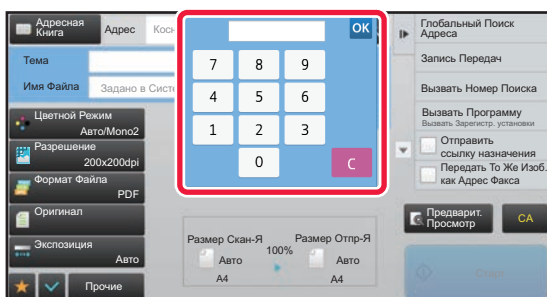 Адресная
Книга
Адрес
Косн
Тема
Имя Файла
Задано в Систе
Цветной Режим
Авто/Mono2
Разрешение
200x200dpi
Формат Файла
PDF
Оригинал
Экспозиция
Авто
Прочие
OK
7 8 9
4 5 6
1 2 3
0 C
Размер Скан-Я
100%
Размер Отпр-Я
Авто
Авто
A4
A4
Глобальный Поиск
Адреса
Запись Передач
Вызвать Номер Поиска
Вызвать Программу
Вызвать Зарегистр. установки
Отправить
ссылку назначения
Передать То Же Изоб.
как Адрес Факса
Предварит.
Просмотр
CA
Старт